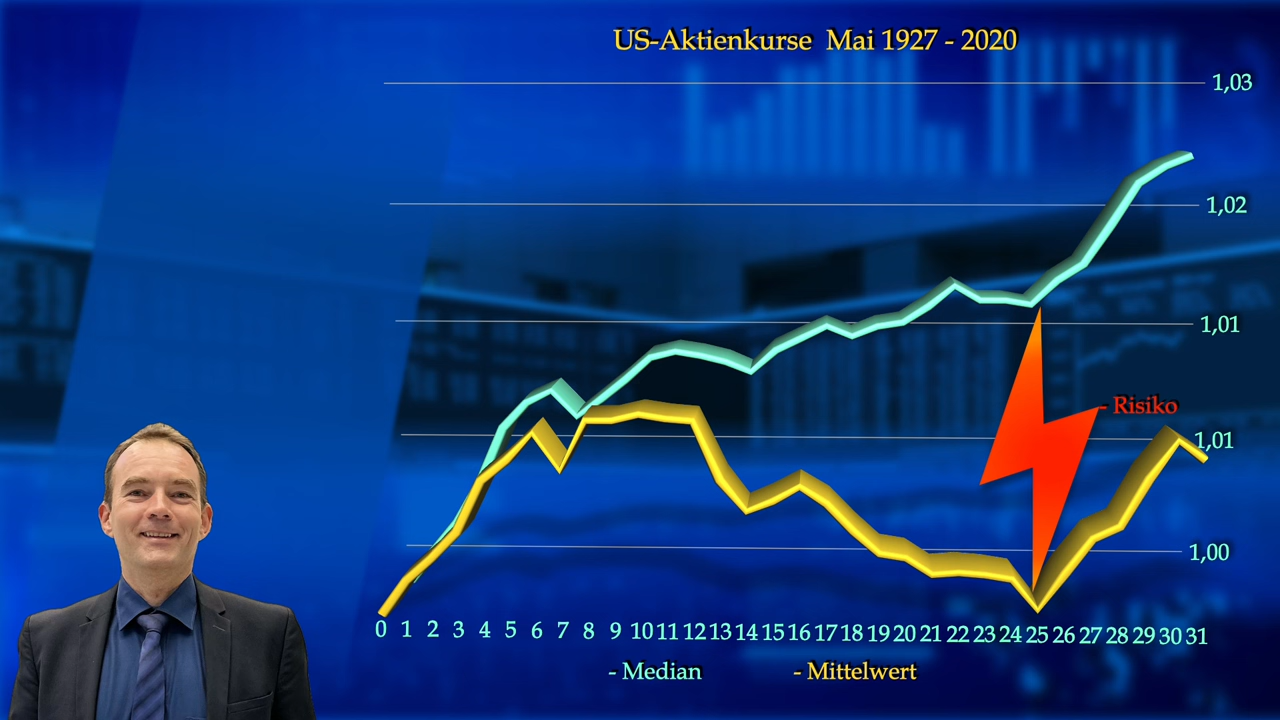 US-Aktienkurse Mai 1927 - 2020
1,03
1,02
1,01
- Risiko
1,01
1,00
0 1 2 3 4 5 6 7 8 9 10 11 12 13 14 15 16 17 18 19 20 21 22 23 24 25 26 27 28 29 30 31
- Median - Mittelwert